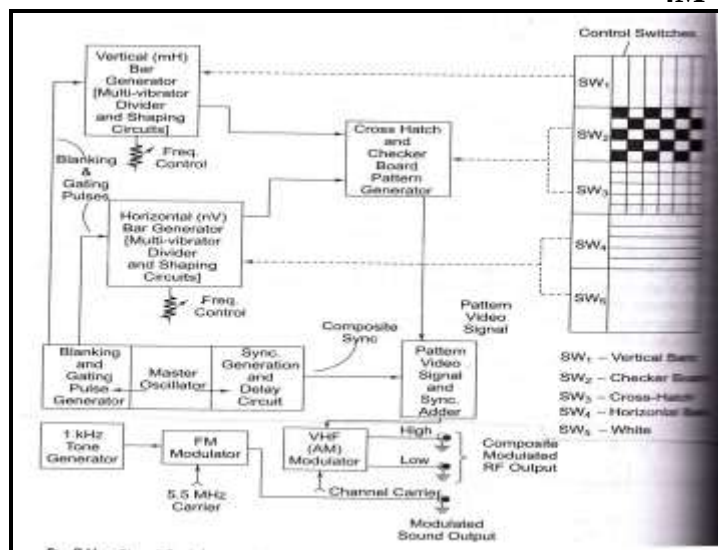 Control Switches
Vertical (mH)
Bar
Generator
[Multi-vibrator
Divider
and Shaping
Circuits]
SW₁
Freq.
Control
Cross Hatch
and
Checker
Board
Pattern
Generator
SW₂
Blanking
&
Gating
Pulses
SW₃
Horizontal (nV)
Bar Generator
[Multi-vibrator
Divider
and Shaping
Circuits]
SW₄
Freq.
Control
SW₅
Pattern
Video
Signal
Composite
Sync
Blanking
and
Gating
Pulse
Generator
Master
Oscillator
Sync.
Generation
and
Delay
Circuit
Pattern
Video
Signal
and
Sync.
Adder
SW₁ – Vertical
SW₂ – Checker
SW₃ – Cross-Hatch
SW₄ – Horizontal
SW₅ – White
1 kHz
Tone
Generator
FM
Modulator
VHF
(AM)
Modulator
High
Low
Composite
Modulated
RF Output
5.5 MHz
Carrier
Channel Carrier
Modulated
Sound Output